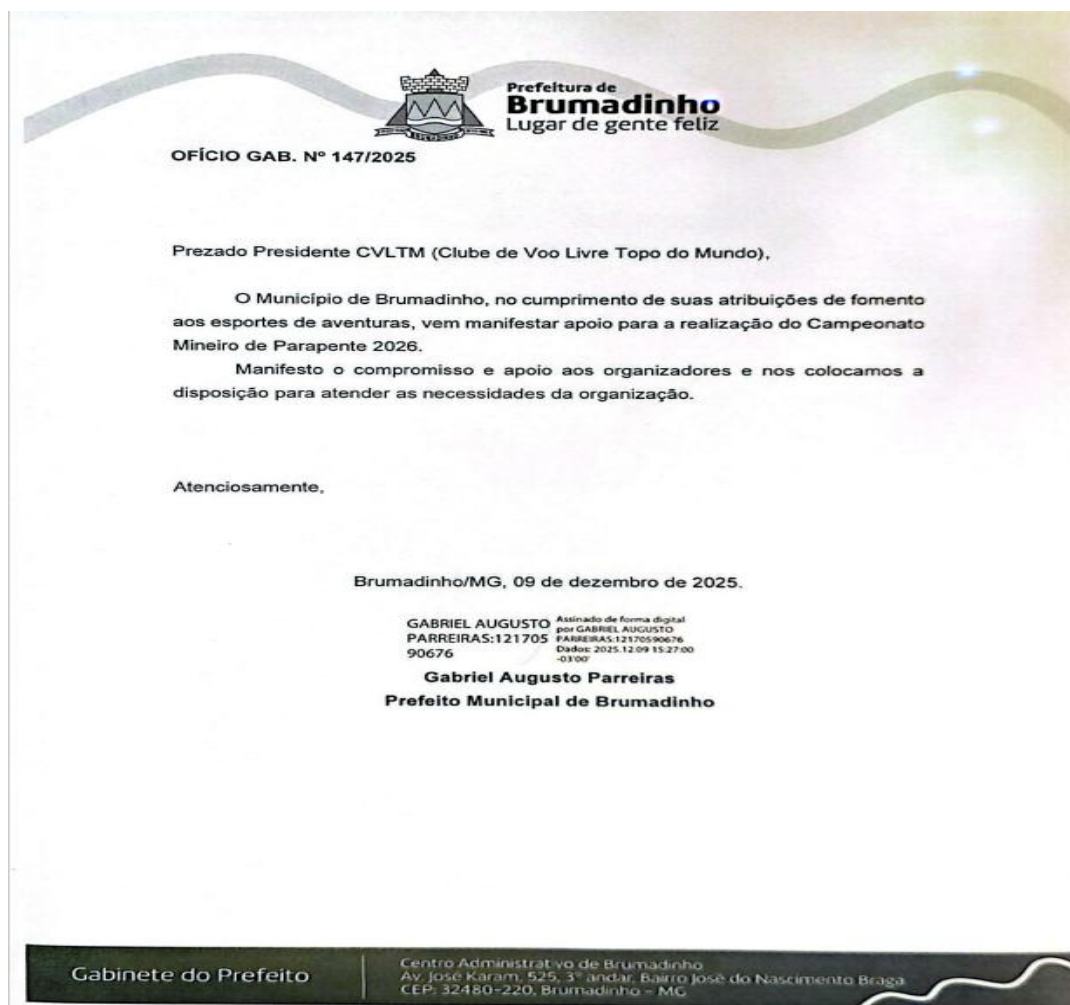 Prefeitura de
Brumadinho
Lugar de gente feliz
OFÍCIO GAB. Nº 147/2025
Prezado Presidente CVLTM (Clube de Voo Livre Topo do Mundo),
O Município de Brumadinho, no cumprimento de suas atribuições de fomento
aos esportes de aventuras, vem manifestar apoio para a realização do Campeonato
Mineiro de Parapente 2026.
Manifesto o compromisso e apoio aos organizadores e nos colocamos a
disposição para atender as necessidades da organização.
Atenciosamente,
Brumadinho/MG, 09 de dezembro de 2025.
GABRIEL AUGUSTO
PARREIRAS:121705
90676
Assinado de forma digital
por GABRIEL AUGUSTO
PARREIRAS:12170590676
Dados: 2025.12.09 15:27:00
-03'00'
Gabriel Augusto Parreiras
Prefeito Municipal de Brumadinho
Gabinete do Prefeito
Centro Administrativo de Brumadinho
Av. José Karam, 525, 3° andar, Bairro José do Nascimento Braga
CEP: 32480-220, Brumadinho - MG